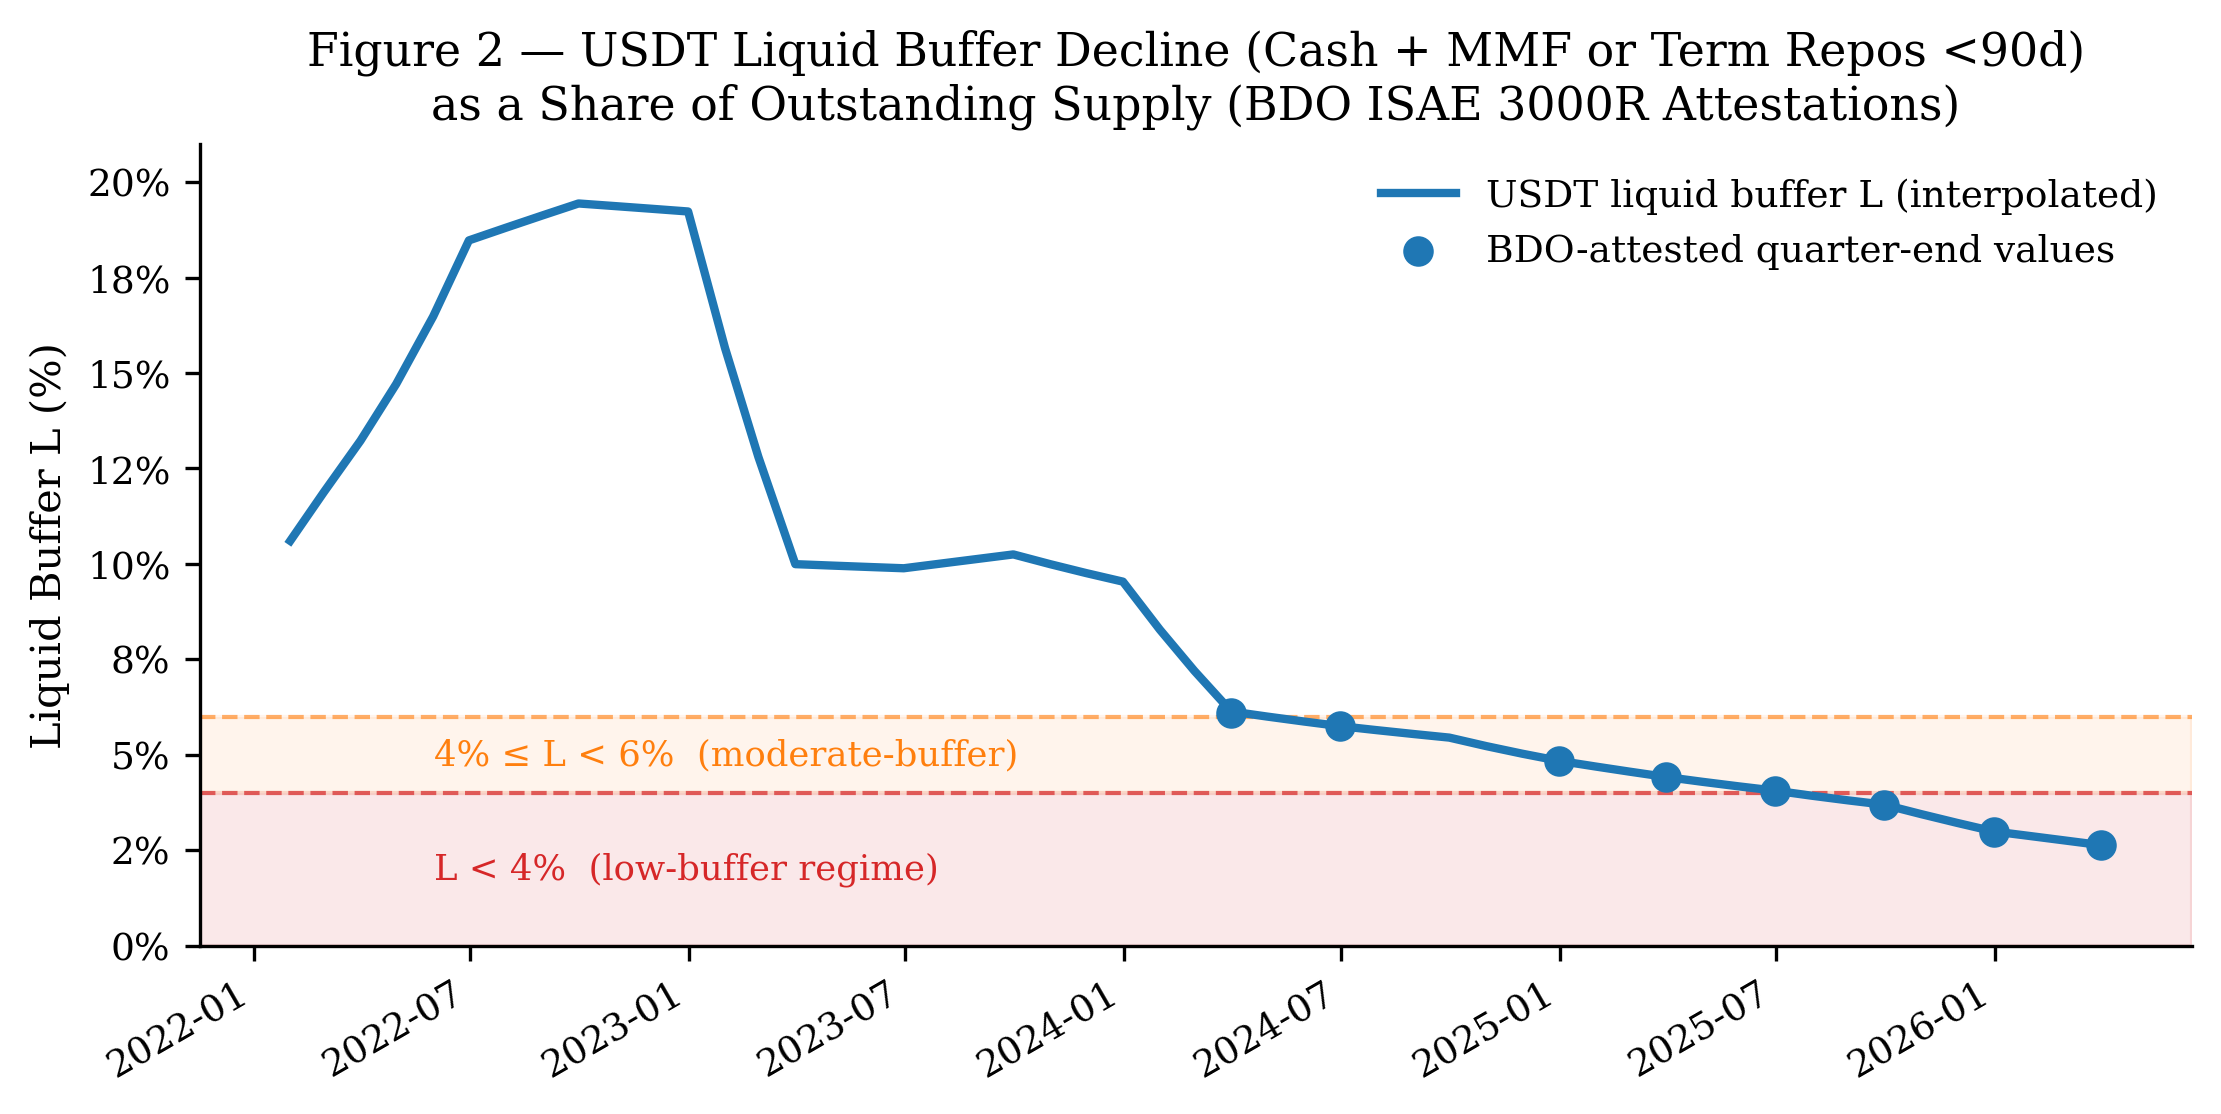 Figure 2 — USDT Liquid Buffer Decline (Cash + MMF or Term Repos <90d)
as a Share of Outstanding Supply (BDO ISAE 3000R Attestations)
USDT liquid buffer L (interpolated)
BDO-attested quarter-end values
Liquid Buffer L (%)
20%
18%
15%
12%
10%
8%
5%
2%
0%
4% ≤ L < 6% (moderate-buffer)
L < 4% (low-buffer regime)
2022-01
2022-07
2023-01
2023-07
2024-01
2024-07
2025-01
2025-07
2026-01